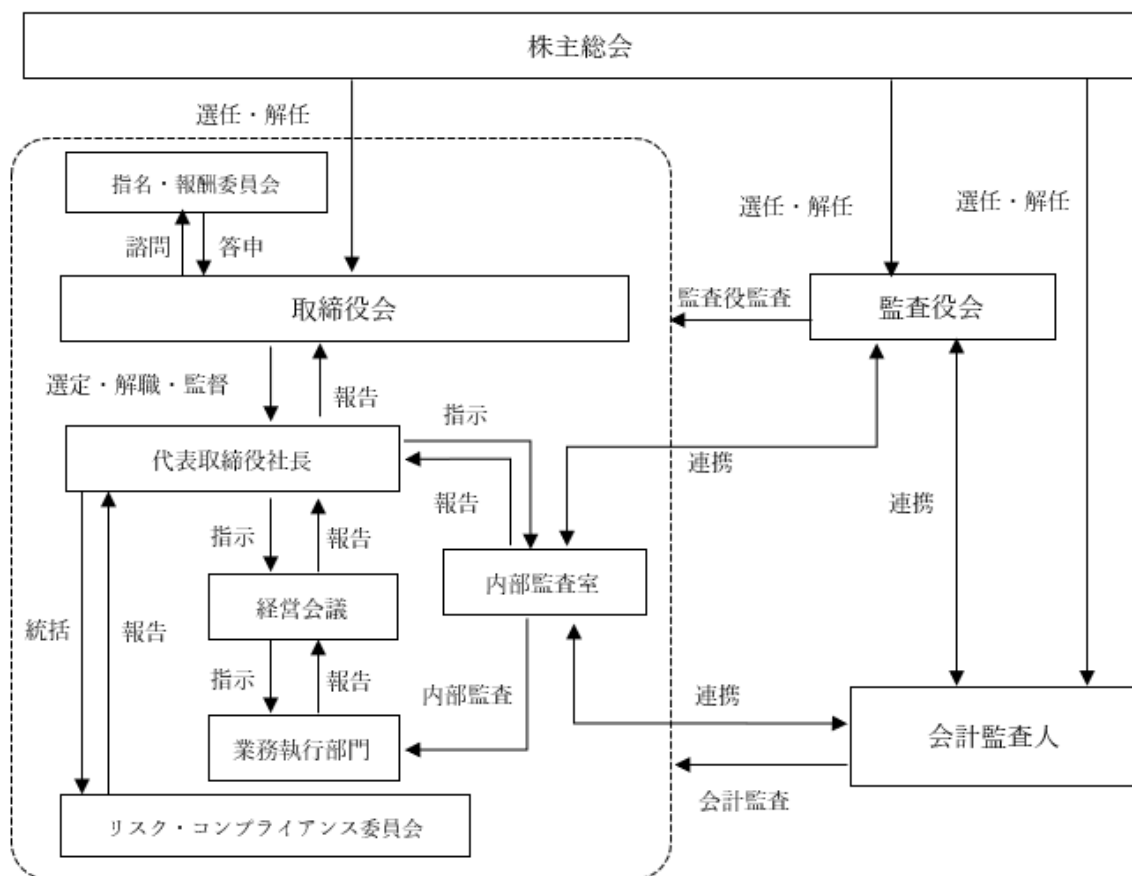 株主総会
選任・解任
指名・報酬委員会
選任・解任
選任・解任
諮問
答申
取締役会
監査役監査
監査役会
選定・解職・監督
報告
指示
代表取締役社長
連携
報告
連携
指示
報告
内部監査室
経営会議
統括
報告
指示
報告
内部監査
連携
業務執行部門
会計監査人
会計監査
リスク・コンプライアンス委員会